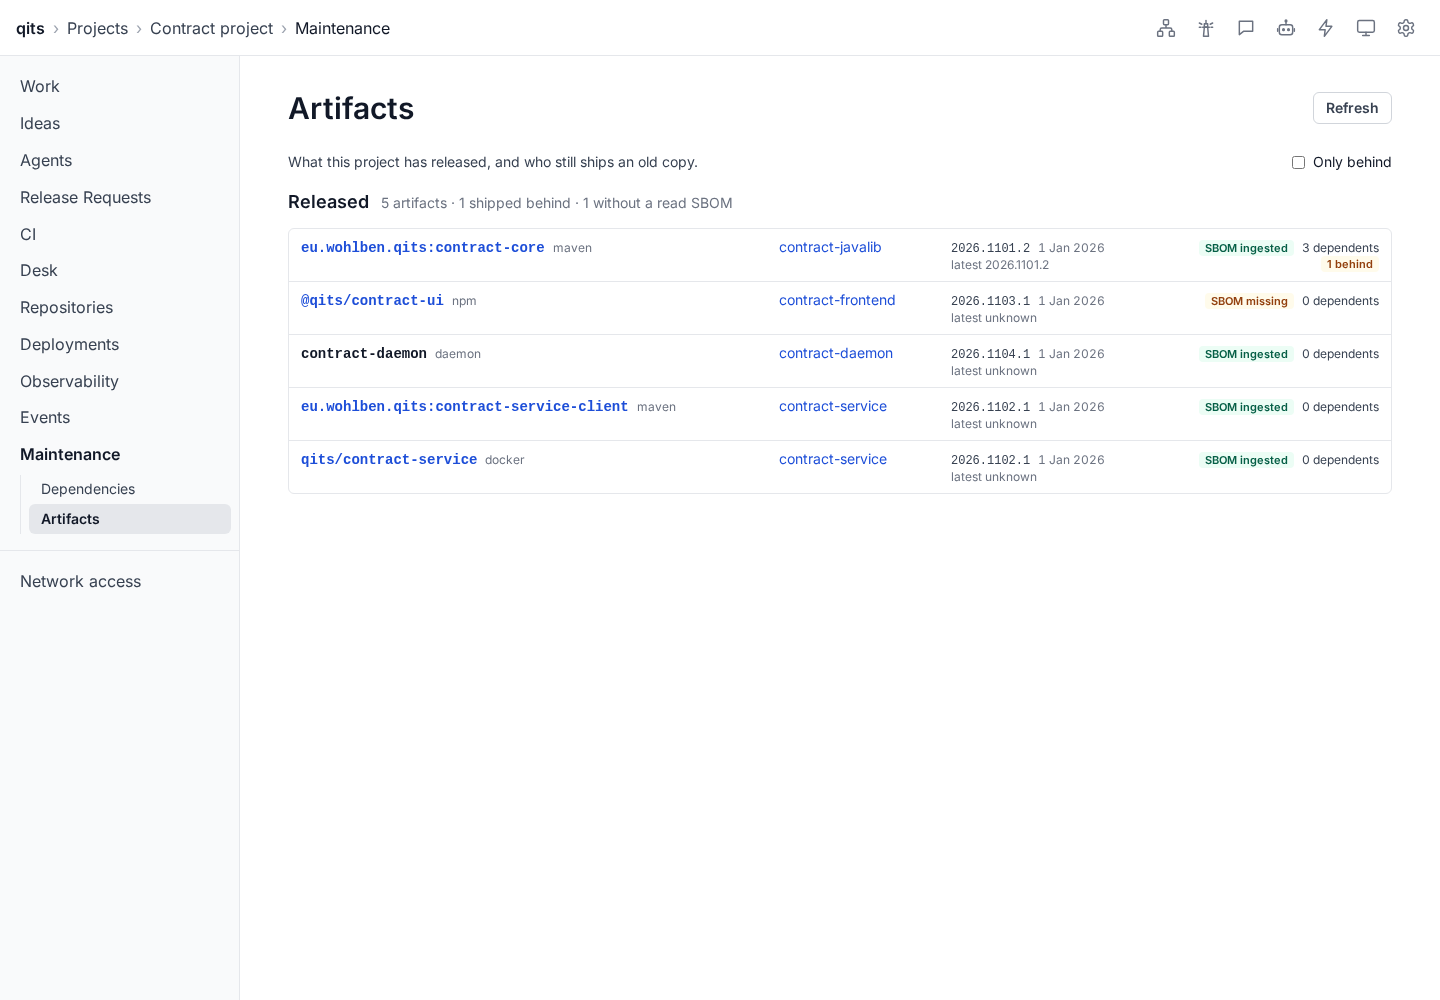 qits › Projects › Contract project › Maintenance
Work
Ideas
Agents
Release Requests
CI
Desk
Repositories
Deployments
Observability
Events
Maintenance
Dependencies
Artifacts
Network access
Artifacts
Refresh
What this project has released, and who still ships an old copy.
Only behind
Released 5 artifacts · 1 shipped behind · 1 without a read SBOM
eu.wohlben.qits:contract-core maven contract-javalib 2026.1101.2 1 Jan 2026 SBOM ingested 3 dependents
latest 2026.1101.2 1 behind
@qits/contract-ui npm contract-frontend 2026.1103.1 1 Jan 2026 SBOM missing 0 dependents
latest unknown
contract-daemon daemon contract-daemon 2026.1104.1 1 Jan 2026 SBOM ingested 0 dependents
latest unknown
eu.wohlben.qits:contract-service-client maven contract-service 2026.1102.1 1 Jan 2026 SBOM ingested 0 dependents
latest unknown
qits/contract-service docker contract-service 2026.1102.1 1 Jan 2026 SBOM ingested 0 dependents
latest unknown